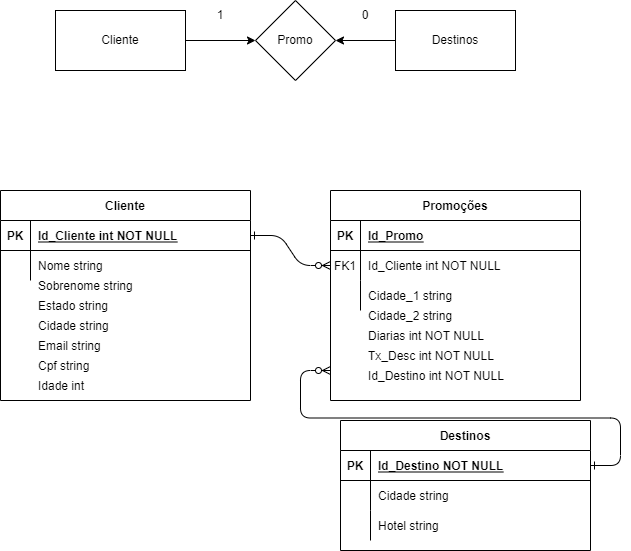 1
0
Cliente
Promo
Destinos
Cliente
PK Id_Cliente int NOT NULL
Nome string
Sobrenome string
Estado string
Cidade string
Email string
Cpf string
Idade int
Promoções
PK Id_Promo
FK1 Id_Cliente int NOT NULL
Cidade_1 string
Cidade_2 string
Diarias int NOT NULL
Tx_Desc int NOT NULL
Id_Destino int NOT NULL
Destinos
PK Id_Destino NOT NULL
Cidade string
Hotel string